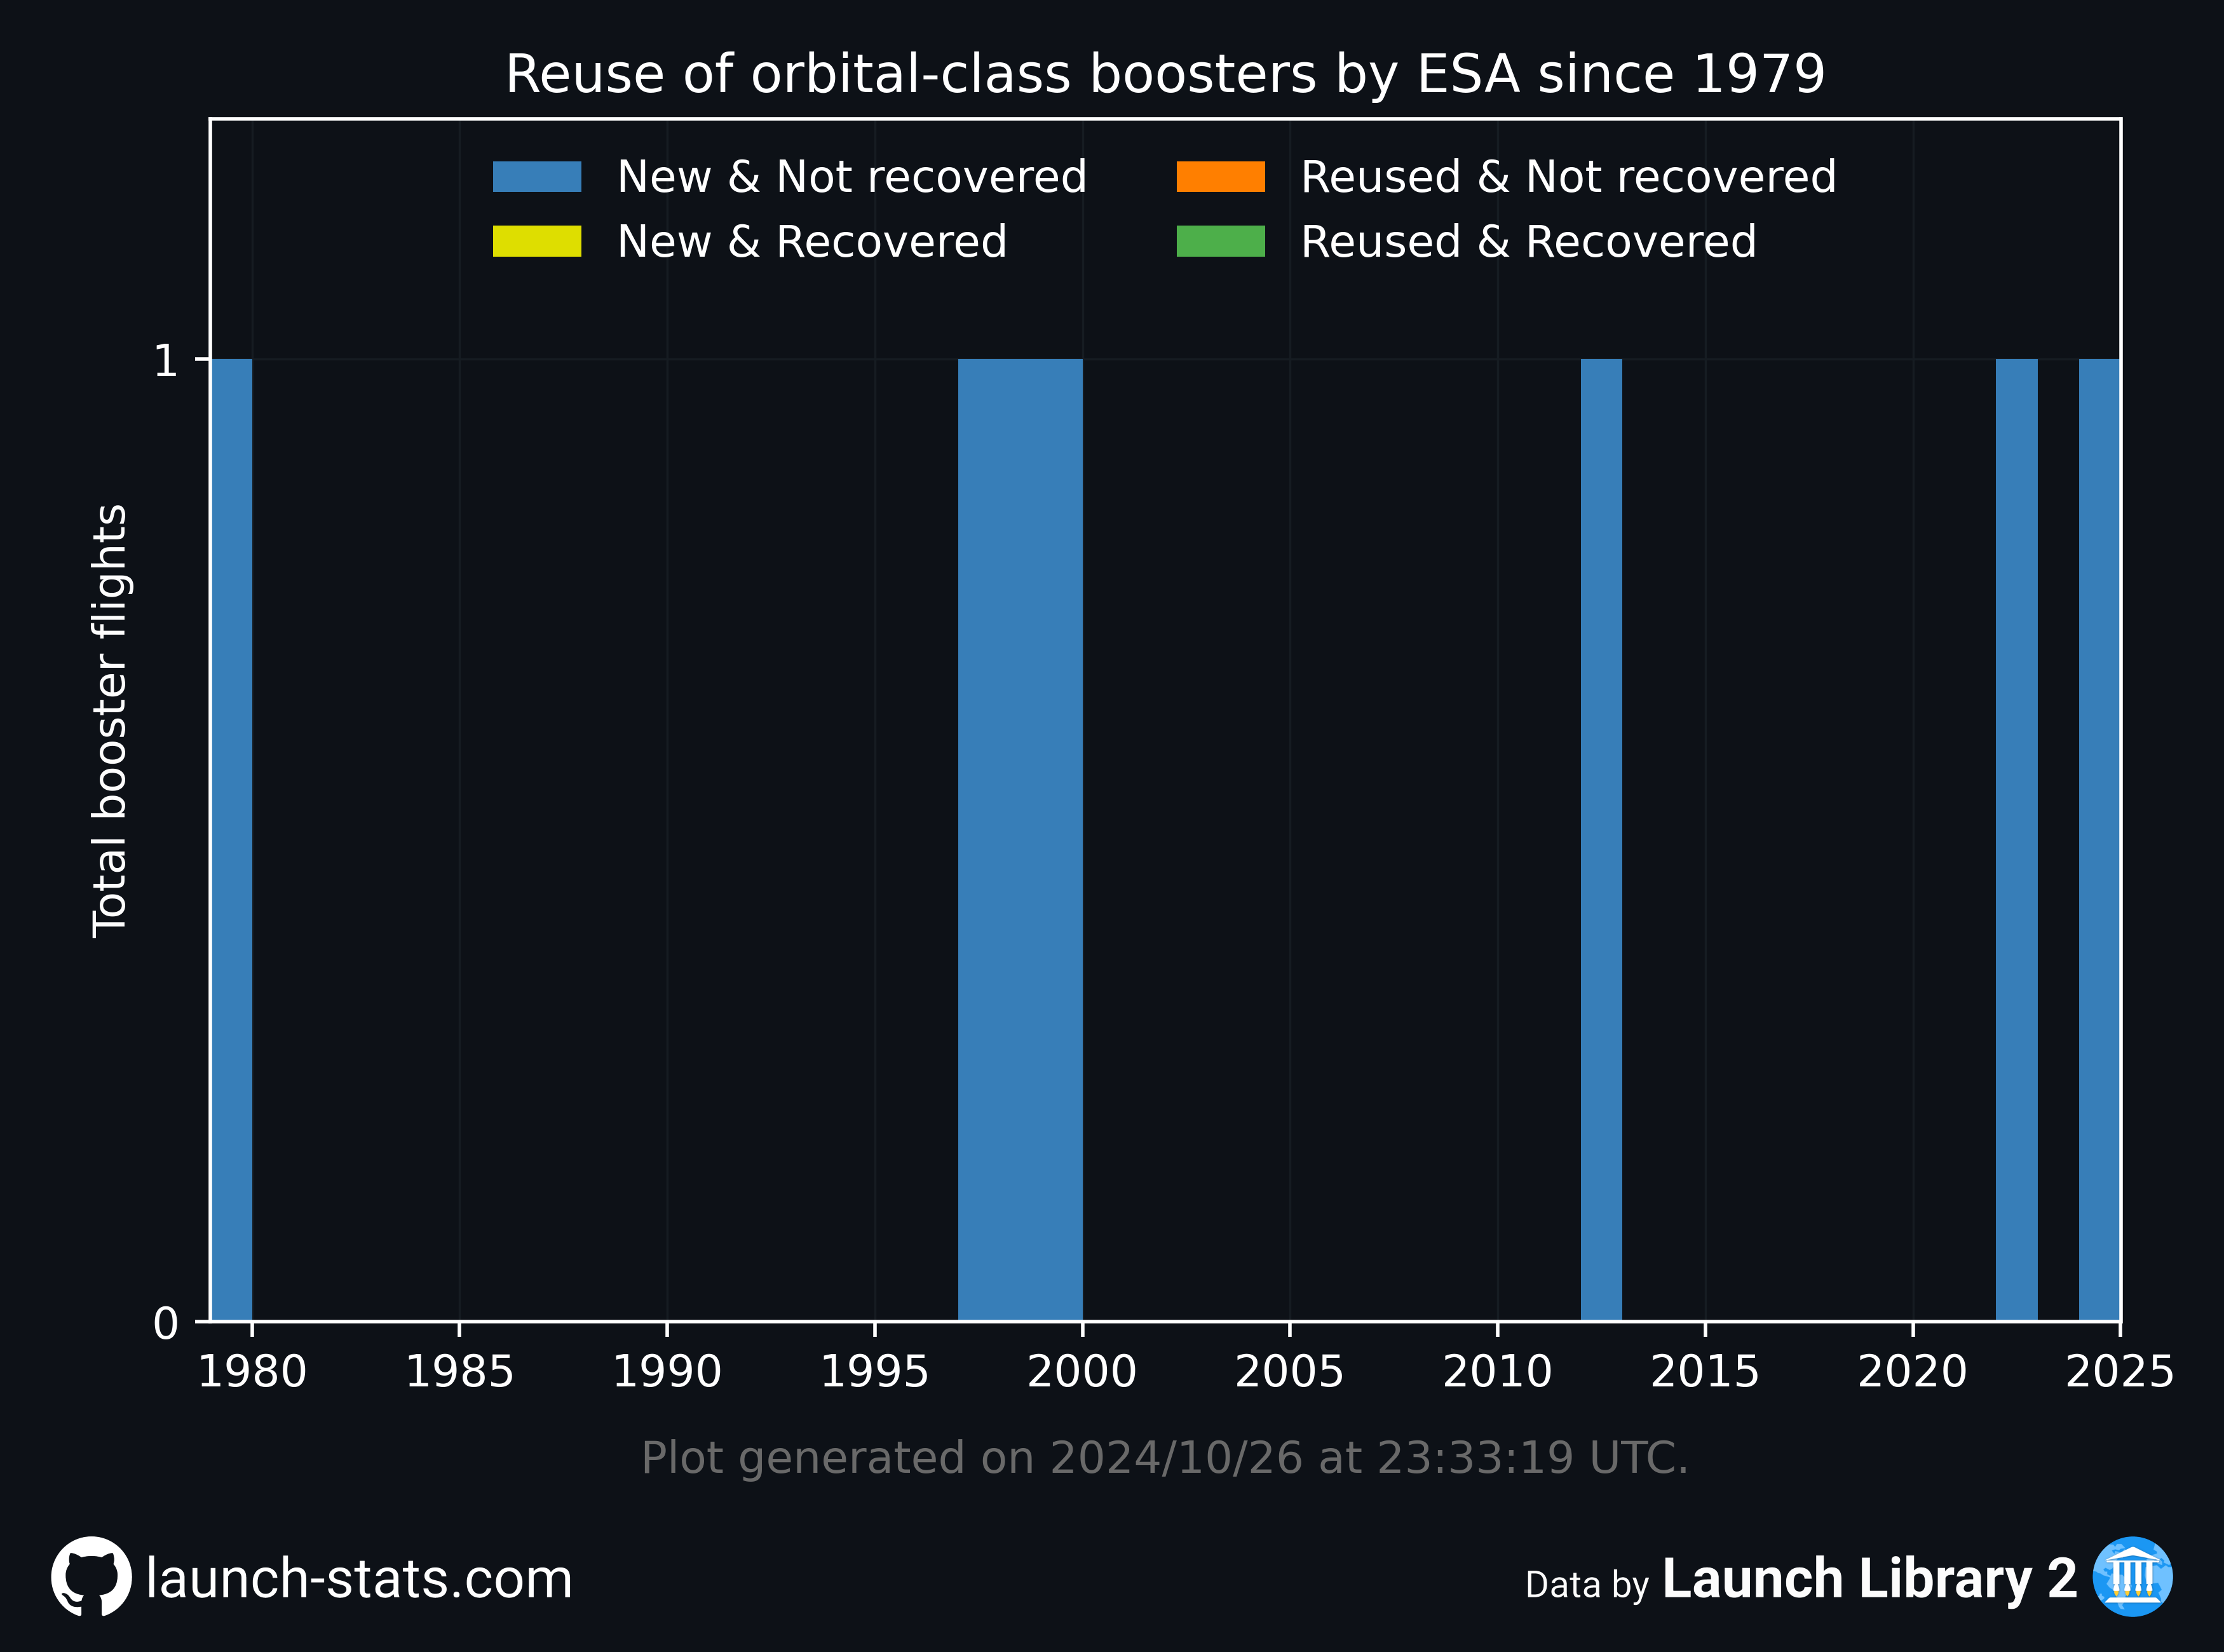 Reuse of orbital-class boosters by ESA since 1979
New & Not recovered
Reused & Not recovered
New & Recovered
Reused & Recovered
1
Total booster flights
0
1980 1985 1990 1995 2000 2005 2010 2015 2020 2025
Plot generated on 2024/10/26 at 23:33:19 UTC.
launch-stats.com
Data by Launch Library 2